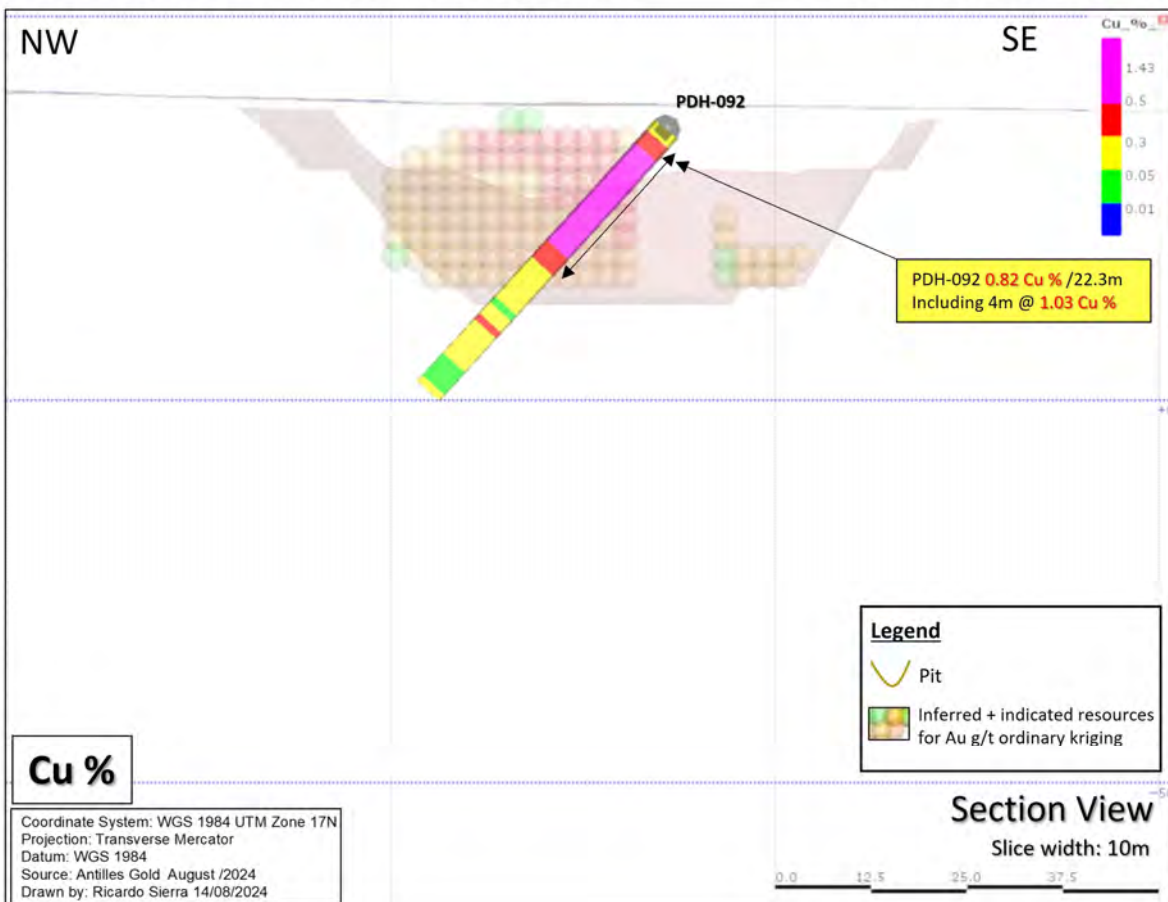 NW
SE
Cu_%_
1.43
0.5
0.3
0.05
0.01
PDH-092
PDH-092 0.82 Cu % /22.3m
Including 4m @ 1.03 Cu %
Legend
Pit
Inferred + indicated resources
for Au g/t ordinary kriging
Cu %
Coordinate System: WGS 1984 UTM Zone 17N
Projection: Transverse Mercator
Datum: WGS 1984
Source: Antilles Gold August /2024
Drawn by: Ricardo Sierra 14/08/2024
Section View
Slice width: 10m
0.0 12.5 25.0 37.5